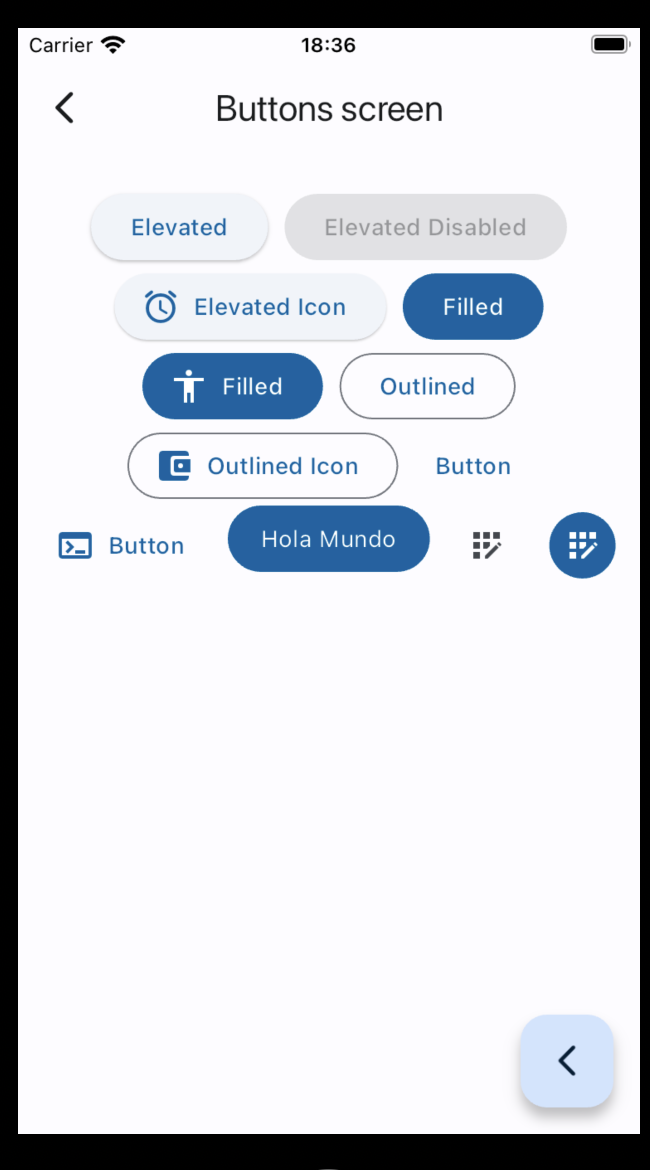 Carrier 18:36
Buttons screen
Elevated Elevated Disabled
Elevated Icon Filled
Filled Outlined
Outlined Icon Button
Button Hola Mundo